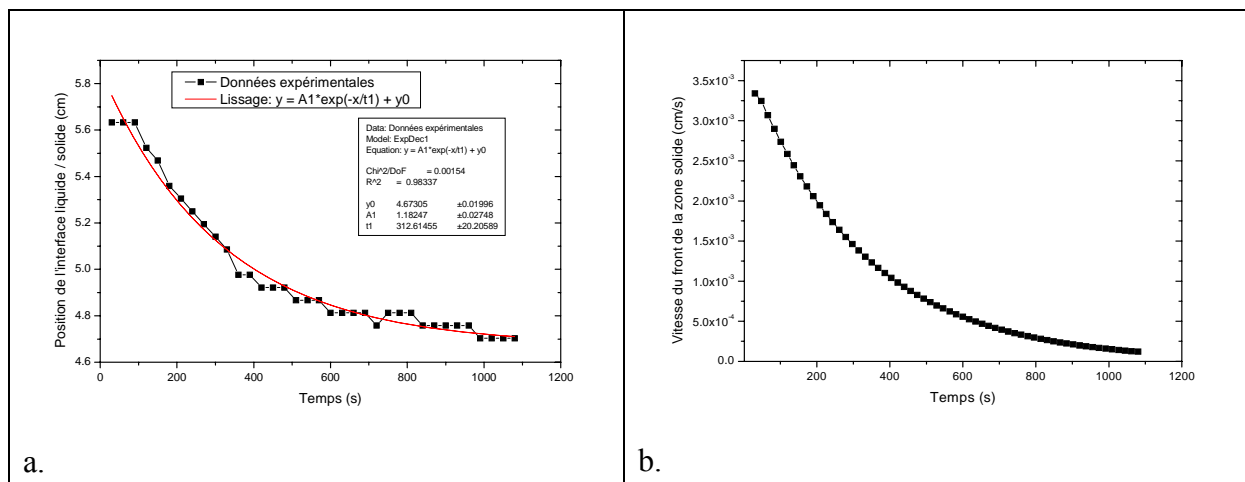 5.8
5.6
5.4
5.2
5.0
4.8
4.6
0
200
400
600
800
1000
1200
Position de l'interface liquide / solide (cm)
Temps (s)
Données expérimentales
Lissage: y = A1*exp(-x/t1) + y0
Data: Données expérimentales
Model: ExpDec1
Equation: y = A1*exp(-x/t1) + y0
Chi^2/DoF = 0.00154
R^2 = 0.98337
y0 4.67305 ±0.01996
A1 1.18247 ±0.02748
t1 312.61455 ±20.20589
a.
3.5x10⁻³
3.0x10⁻³
2.5x10⁻³
2.0x10⁻³
1.5x10⁻³
1.0x10⁻³
5.0x10⁻⁴
0.0
200
400
600
800
1000
1200
Vitesse du front de la zone solide (cm/s)
Temps (s)
b.